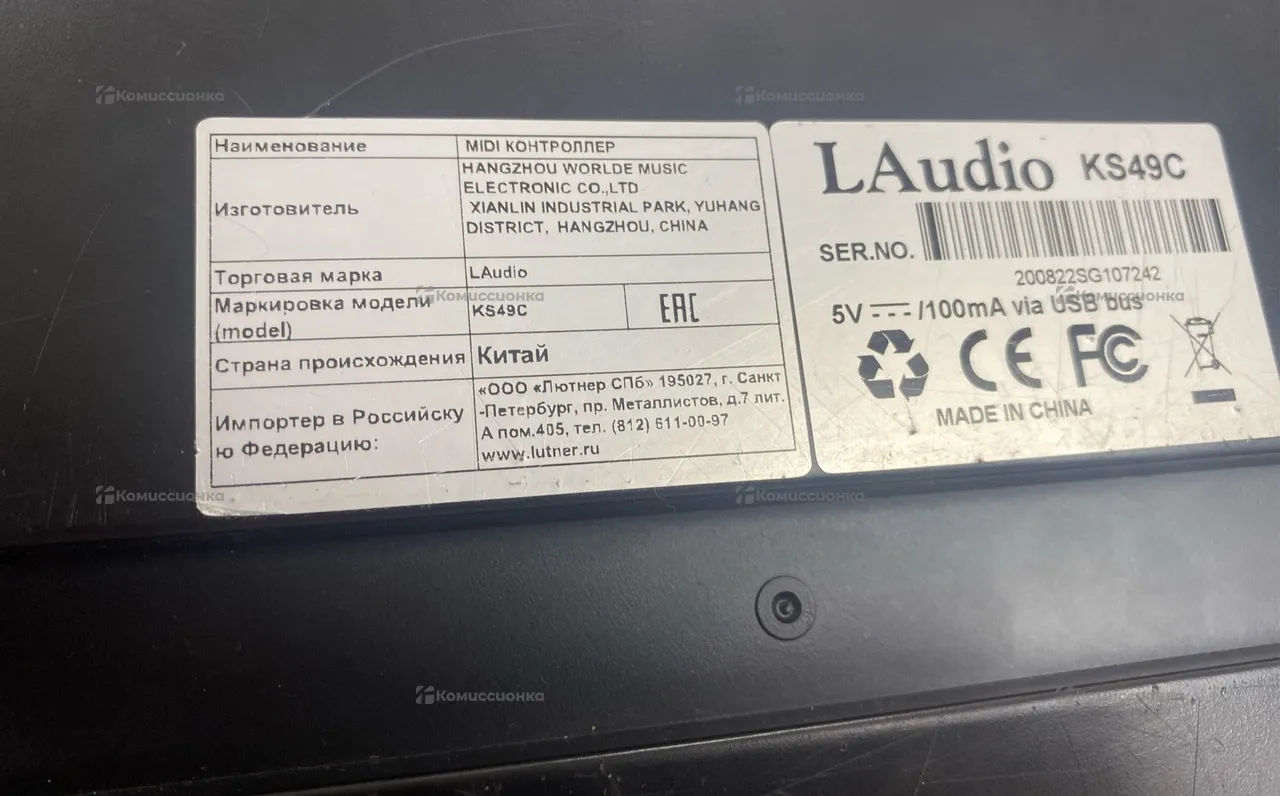 Наименование
MIDI КОНТРОЛЛЕР
Изготовитель
HANGZHOU WORLDE MUSIC
ELECTRONIC CO.,LTD
XIANLIN INDUSTRIAL PARK, YUHANG
DISTRICT, HANGZHOU, CHINA
Торговая марка
LAudio
Маркировка модели
(model)
KS49C
EAC
Страна происхождения
Китай
Импортер в Российску
ю Федерацию:
«ООО «Лютнер СПб» 195027, г. Санкт
-Петербург, пр. Металлистов, д.7 лит.
А пом.405, тел. (812) 611-00-97
www.lutner.ru
LAudio KS49C
SER.NO.
200822SG107242
5V /100mA via USB bus
CE FC
MADE IN CHINA
Комиссионка
Комиссионка
Комиссионка
Комиссионка
Комиссионка
Комиссионка
Комиссионка